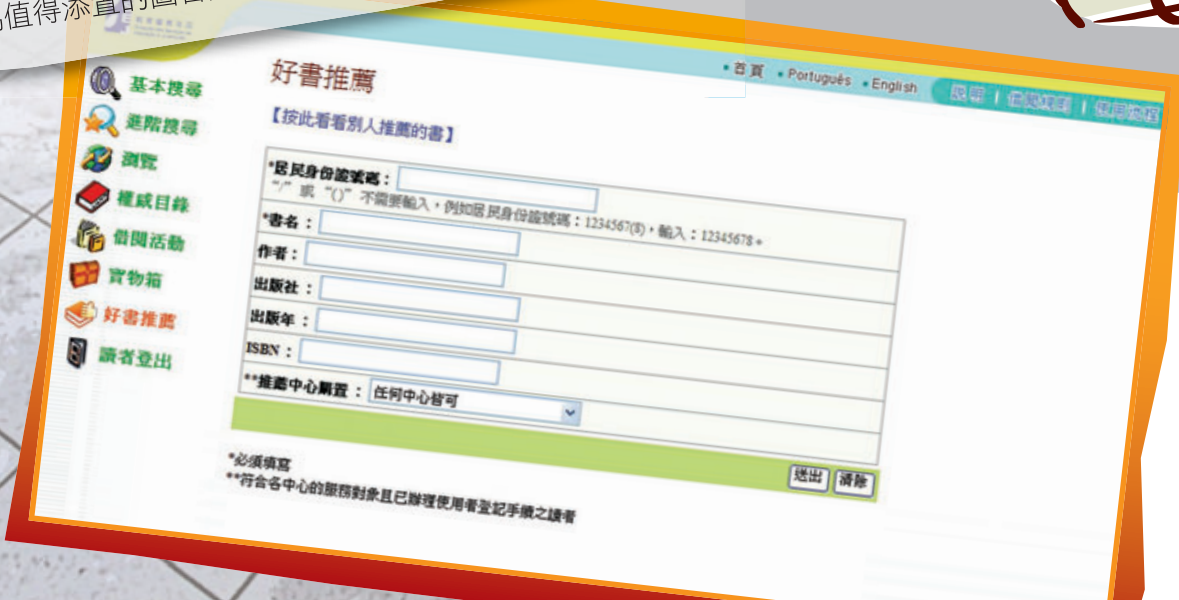 值得添置的圖
基本搜尋
進階搜尋
瀏覽
權威目錄
借閱活動
寶物箱
好書推薦
讀者登出
•首頁 •Português •English
說明 | 借閱規則 | 使用流程
好書推薦
【按此看看別人推薦的書】
*居民身份證號碼：
“/” 或 “()” 不需要輸入，例如居民身份證號碼：1234567(8)，輸入：12345678。
*書名：
作者：
出版社：
出版年：
ISBN：
**推薦中心購置： 任何中心皆可
送出 清除
*必須填寫
**符合各中心的服務對象且已辦理使用者登記手續之讀者